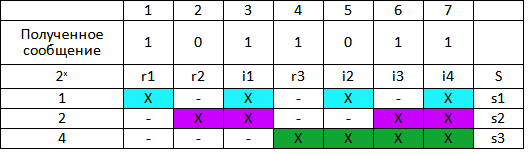 1 2 3 4 5 6 7
Полученное сообщение 1 0 1 1 0 1 1
2ˣ r1 r2 i1 r3 i2 i3 i4 S
1 X - X - X - X s1
2 - X X - - X X s2
4 - - - X X X X s3